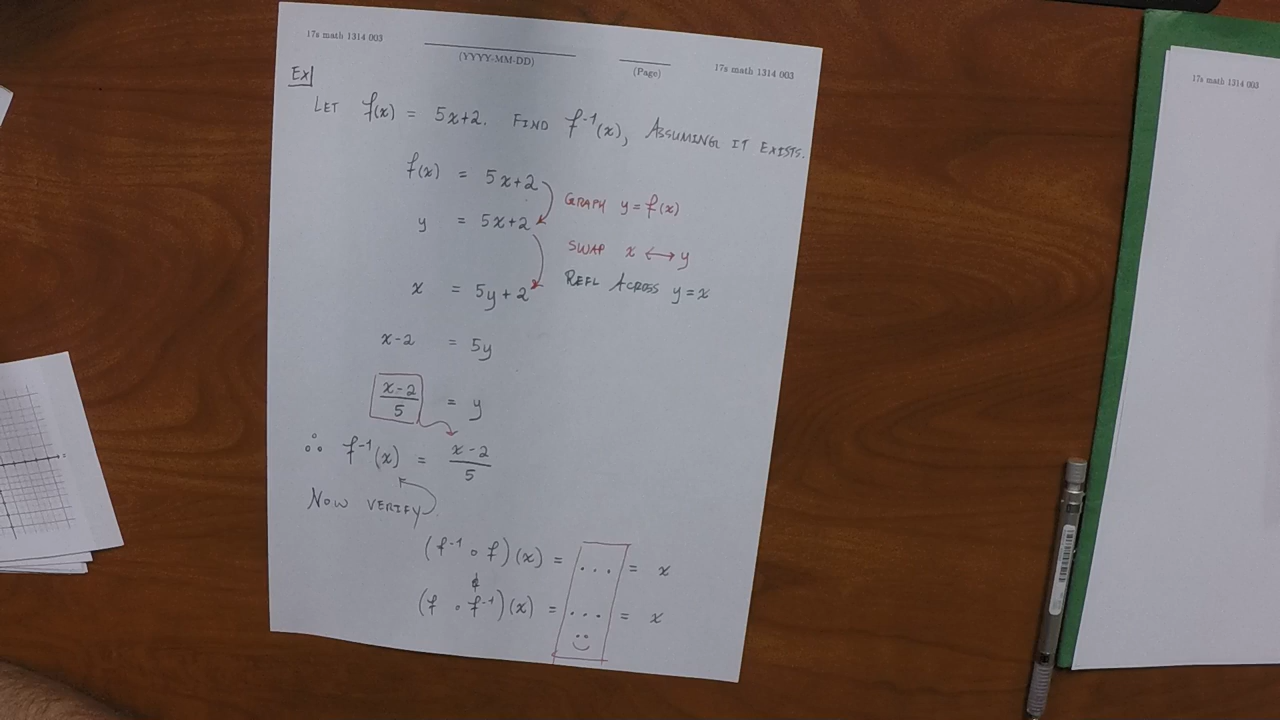 17s math 1314 003
(YYYY-MM-DD)
(Page)
17s math 1314 003
Ex
LET f(x) = 5x+2. FIND f⁻¹(x), ASSUMING IT EXISTS.
f(x) = 5x+2
GRAPH y = f(x)
y = 5x+2
SWAP x ↔ y
REFL ACROSS y = x
x = 5y+2
x-2 = 5y
x-2
5
= y
∴ f⁻¹(x) =
x-2
5
NOW VERIFY
(f⁻¹ ∘ f)(x) = ... = x
&
(f ∘ f⁻¹)(x) = ... = x
17s math 1314 003